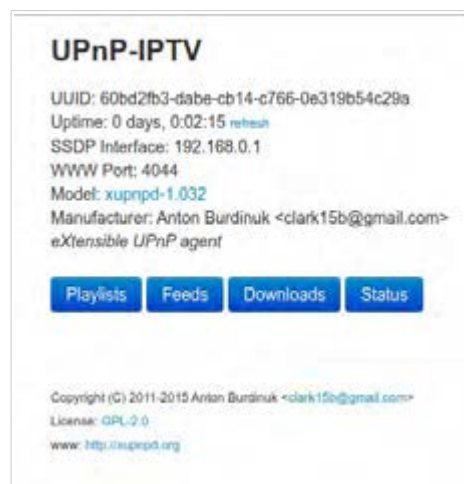 UPnP-IPTV
UUID: 60bd2fb3-dabe-cb14-c766-0e319b54c29a
Uptime: 0 days, 0:02:15 refresh
SSDP Interface: 192.168.0.1
WWW Port: 4044
Model: xupnpd-1.032
Manufacturer: Anton Burdinuk <clark15b@gmail.com>
eXtensible UPnP agent
Playlists Feeds Downloads Status
Copyright (C) 2011-2015 Anton Burdinuk <clark15b@gmail.com>
License: GPL-2.0
www: http://xupnpd.org